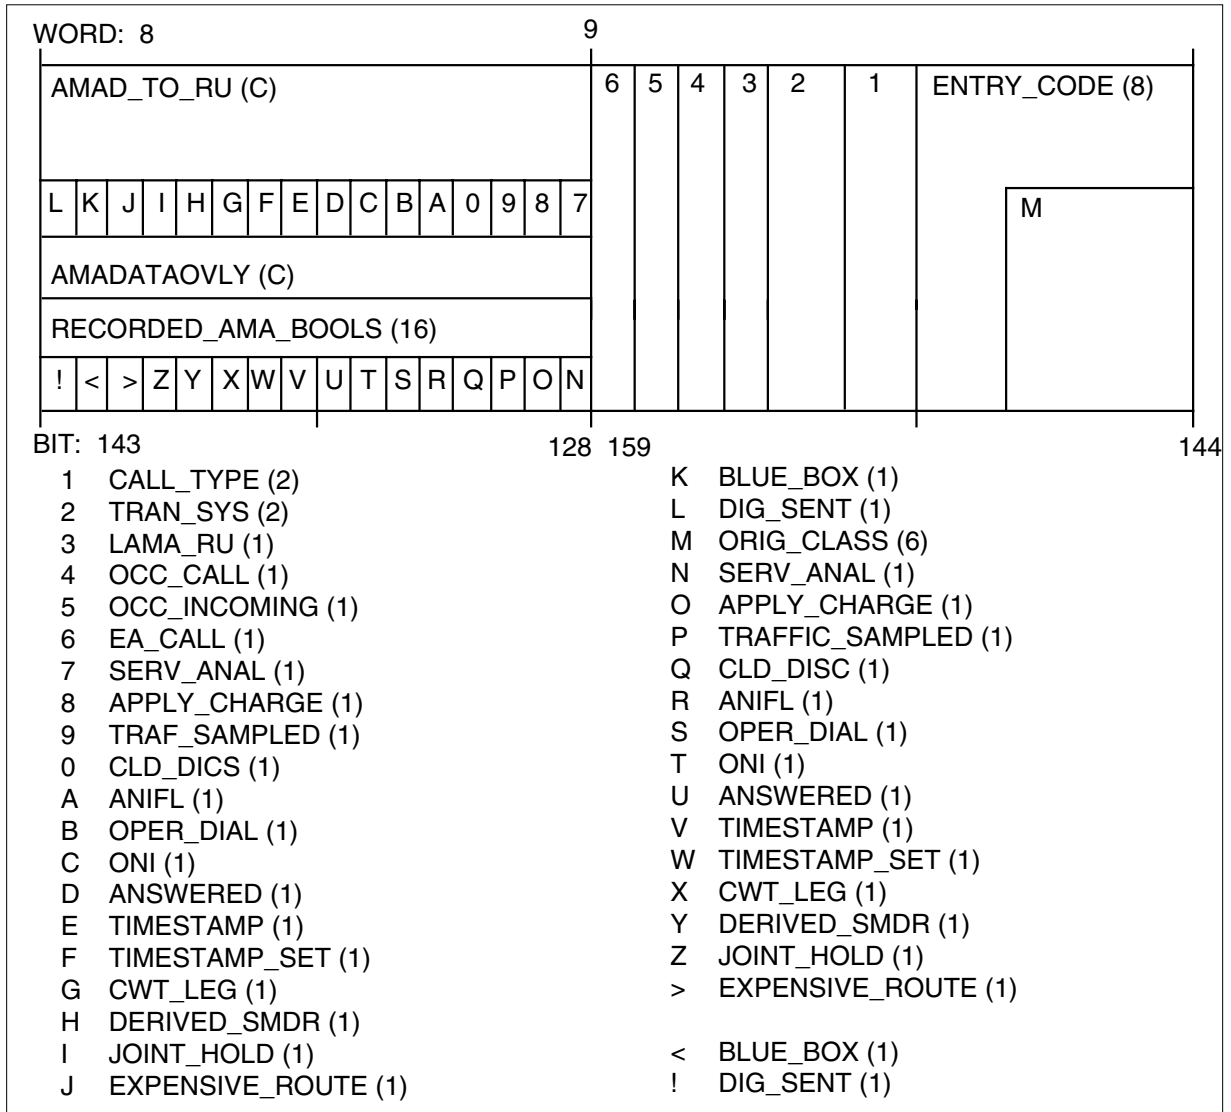 WORD: 8 9
AMAD_TO_RU (C) 6 5 4 3 2 1 ENTRY_CODE (8)
L K J I H G F E D C B A 0 9 8 7 M
AMADATAOVLY (C)
RECORDED_AMA_BOOLS (16)
! < > Z Y X W V U T S R Q P O N
BIT: 143 128 159 144
1 CALL_TYPE (2)
2 TRAN_SYS (2)
3 LAMA_RU (1)
4 OCC_CALL (1)
5 OCC_INCOMING (1)
6 EA_CALL (1)
7 SERV_ANAL (1)
8 APPLY_CHARGE (1)
9 TRAF_SAMPLED (1)
0 CLD_DICS (1)
A ANIFL (1)
B OPER_DIAL (1)
C ONI (1)
D ANSWERED (1)
E TIMESTAMP (1)
F TIMESTAMP_SET (1)
G CWT_LEG (1)
H DERIVED_SMDR (1)
I JOINT_HOLD (1)
J EXPENSIVE_ROUTE (1)
K BLUE_BOX (1)
L DIG_SENT (1)
M ORIG_CLASS (6)
N SERV_ANAL (1)
O APPLY_CHARGE (1)
P TRAFFIC_SAMPLED (1)
Q CLD_DISC (1)
R ANIFL (1)
S OPER_DIAL (1)
T ONI (1)
U ANSWERED (1)
V TIMESTAMP (1)
W TIMESTAMP_SET (1)
X CWT_LEG (1)
Y DERIVED_SMDR (1)
Z JOINT_HOLD (1)
> EXPENSIVE_ROUTE (1)
< BLUE_BOX (1)
! DIG_SENT (1)